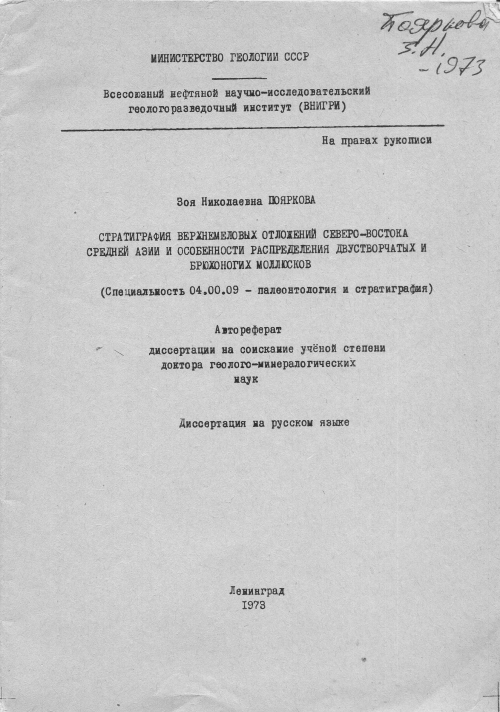 Пояркова
З.Н.
-1973
МИНИСТЕРСТВО ГЕОЛОГИИ СССР
Всесоюзный нефтяной научно-исследовательский
геологоразведочный институт (ВНИГРИ)
На правах рукописи
Зоя Николаевна ПОЯРКОВА
СТРАТИГРАФИЯ ВЕРХНЕМЕЛОВЫХ ОТЛОЖЕНИЙ СЕВЕРО-ВОСТОКА
СРЕДНЕЙ АЗИИ И ОСОБЕННОСТИ РАСПРЕДЕЛЕНИЯ ДВУСТВОРЧАТЫХ И
БРЮХОНОГИХ МОЛЛЮСКОВ
(Специальность 04.00.09 - палеонтология и стратиграфия)
Автореферат
диссертации на соискание учёной степени
доктора геолого-минералогических
наук
Диссертация на русском языке
Ленинград
1973